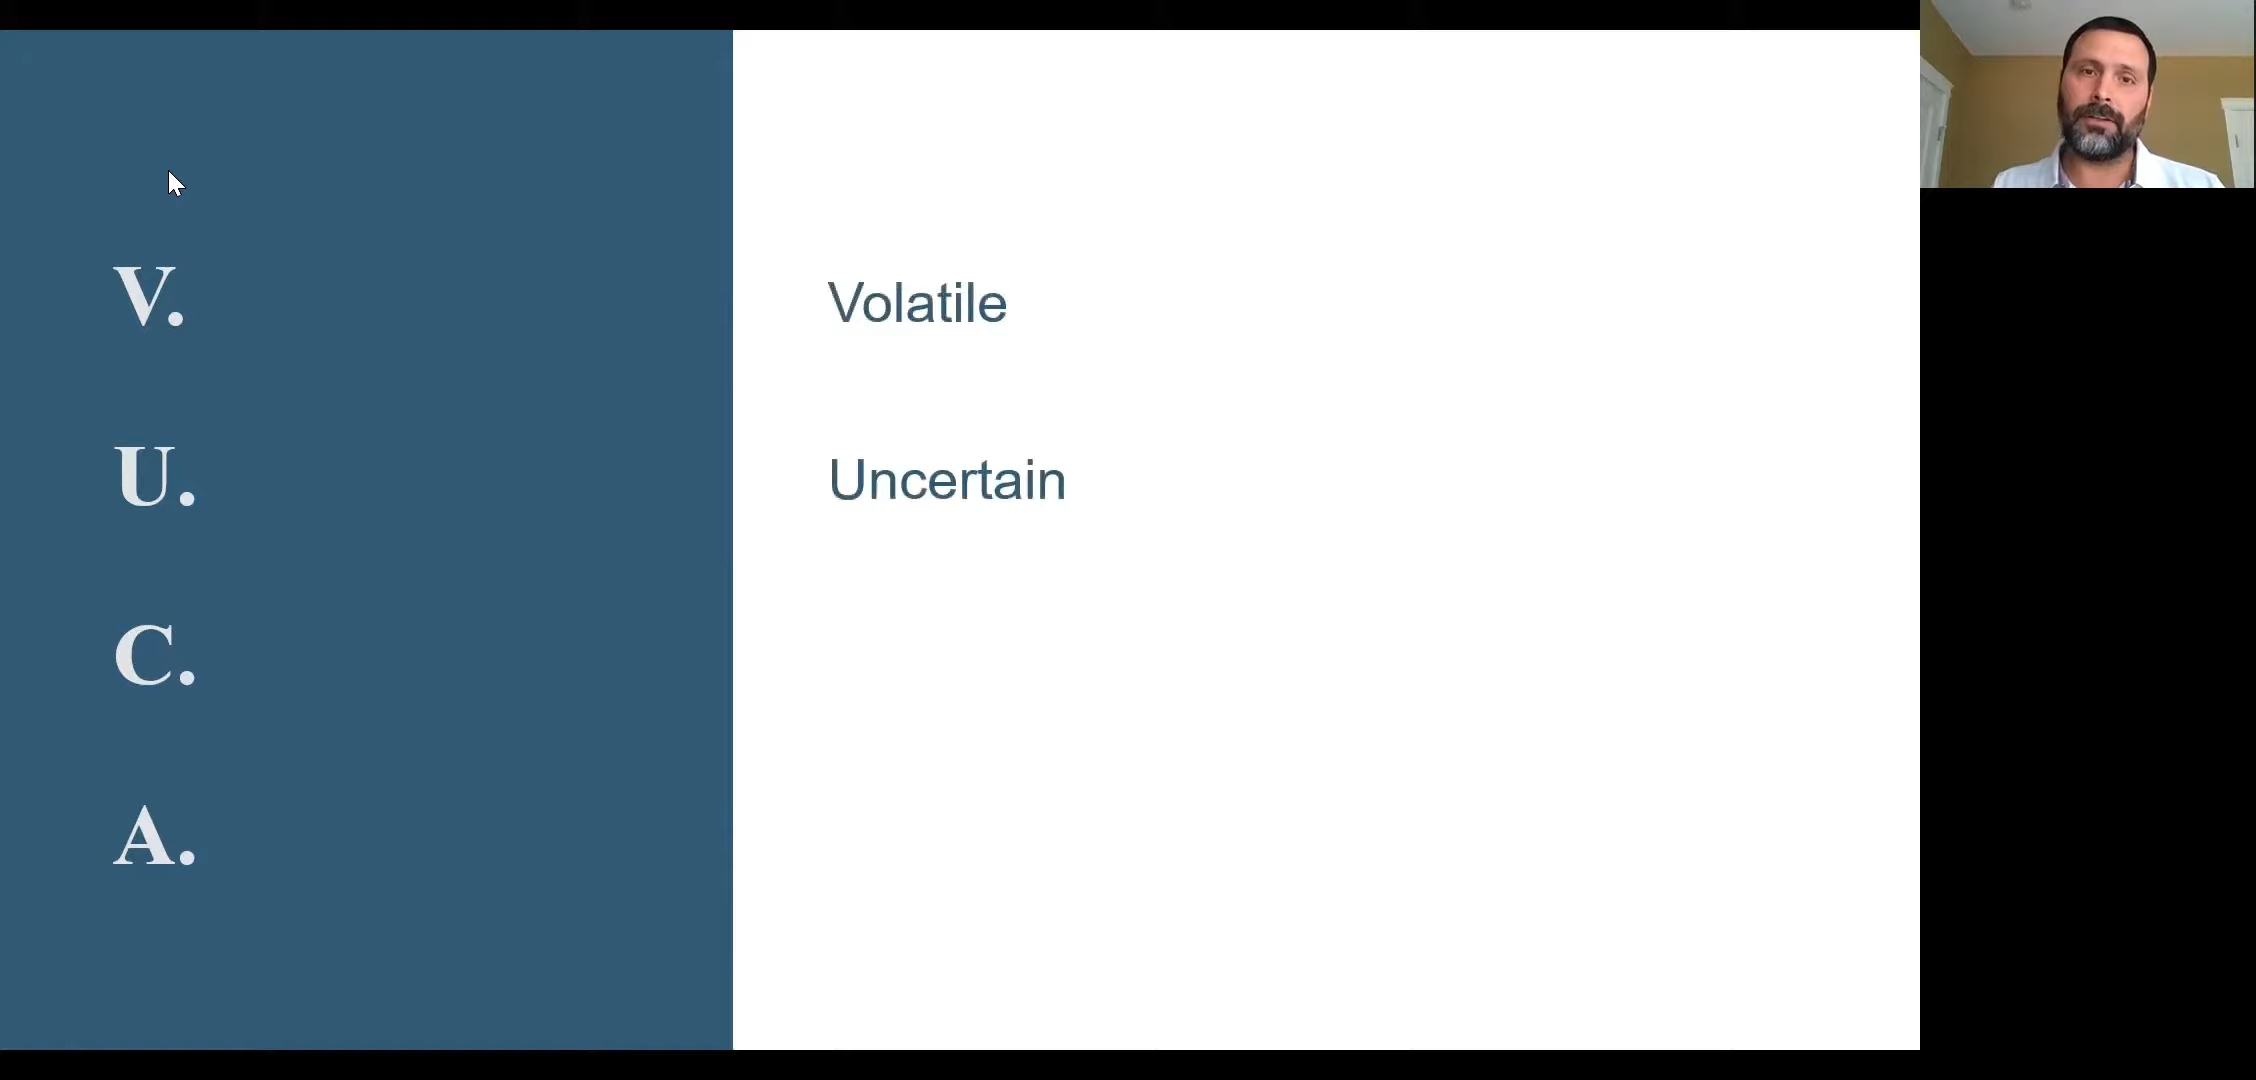 V.
Volatile
U.
Uncertain
C.
A.